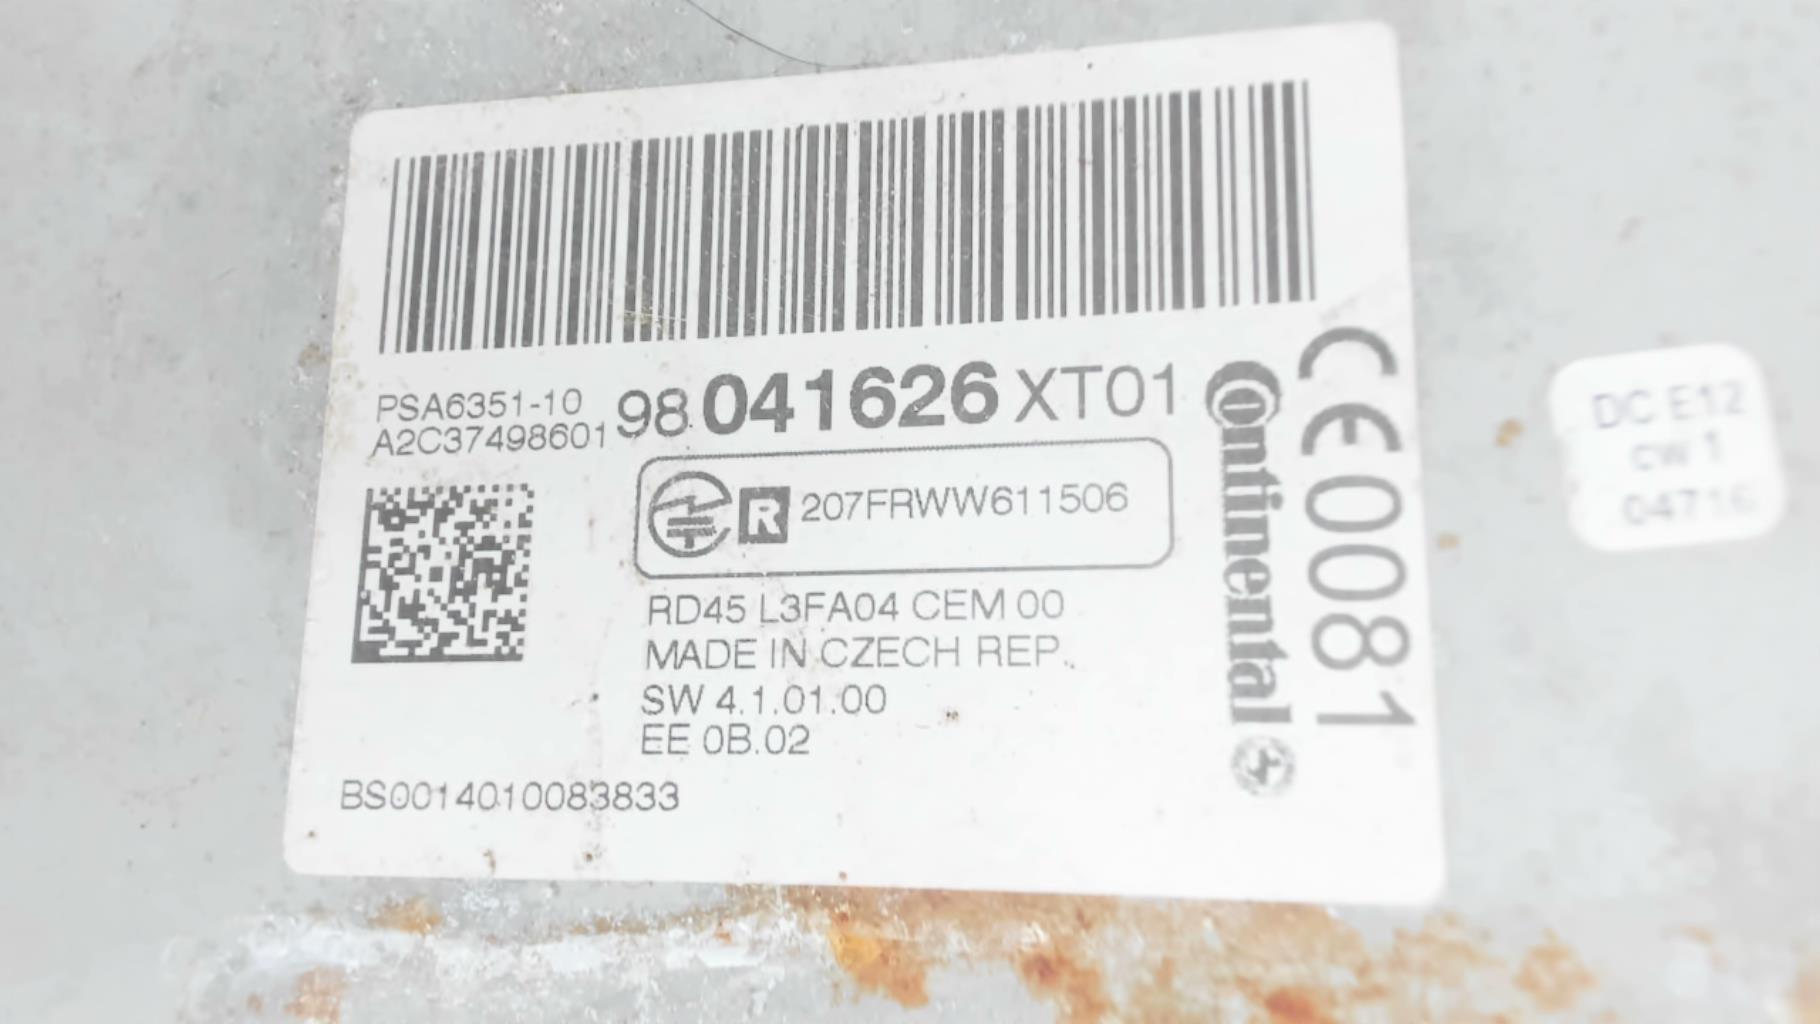 PSA6351-10
A2C37498601
98 041626 XT01
R 207FRWW611506
RD45 L3FA04 CEM 00
MADE IN CZECH REP.
SW 4.1.01.00
EE 0B.02
BS0014010083833
Continental
CE0081
DC E12
CW 1
04716